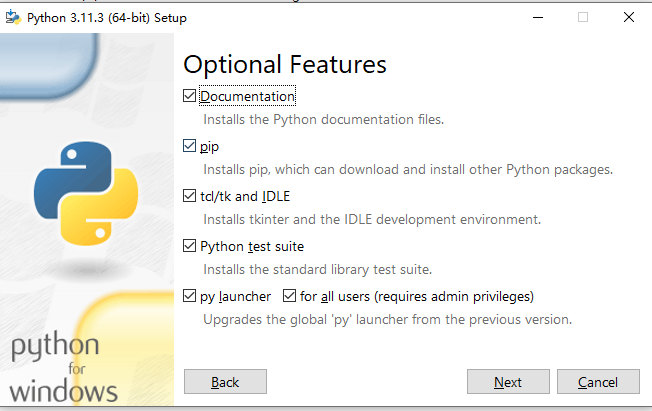 Python 3.11.3 (64-bit) Setup
Optional Features
Documentation
Installs the Python documentation files.
pip
Installs pip, which can download and install other Python packages.
tcl/tk and IDLE
Installs tkinter and the IDLE development environment.
Python test suite
Installs the standard library test suite.
py launcher for all users (requires admin privileges)
Upgrades the global 'py' launcher from the previous version.
python
for
windows
Back Next Cancel